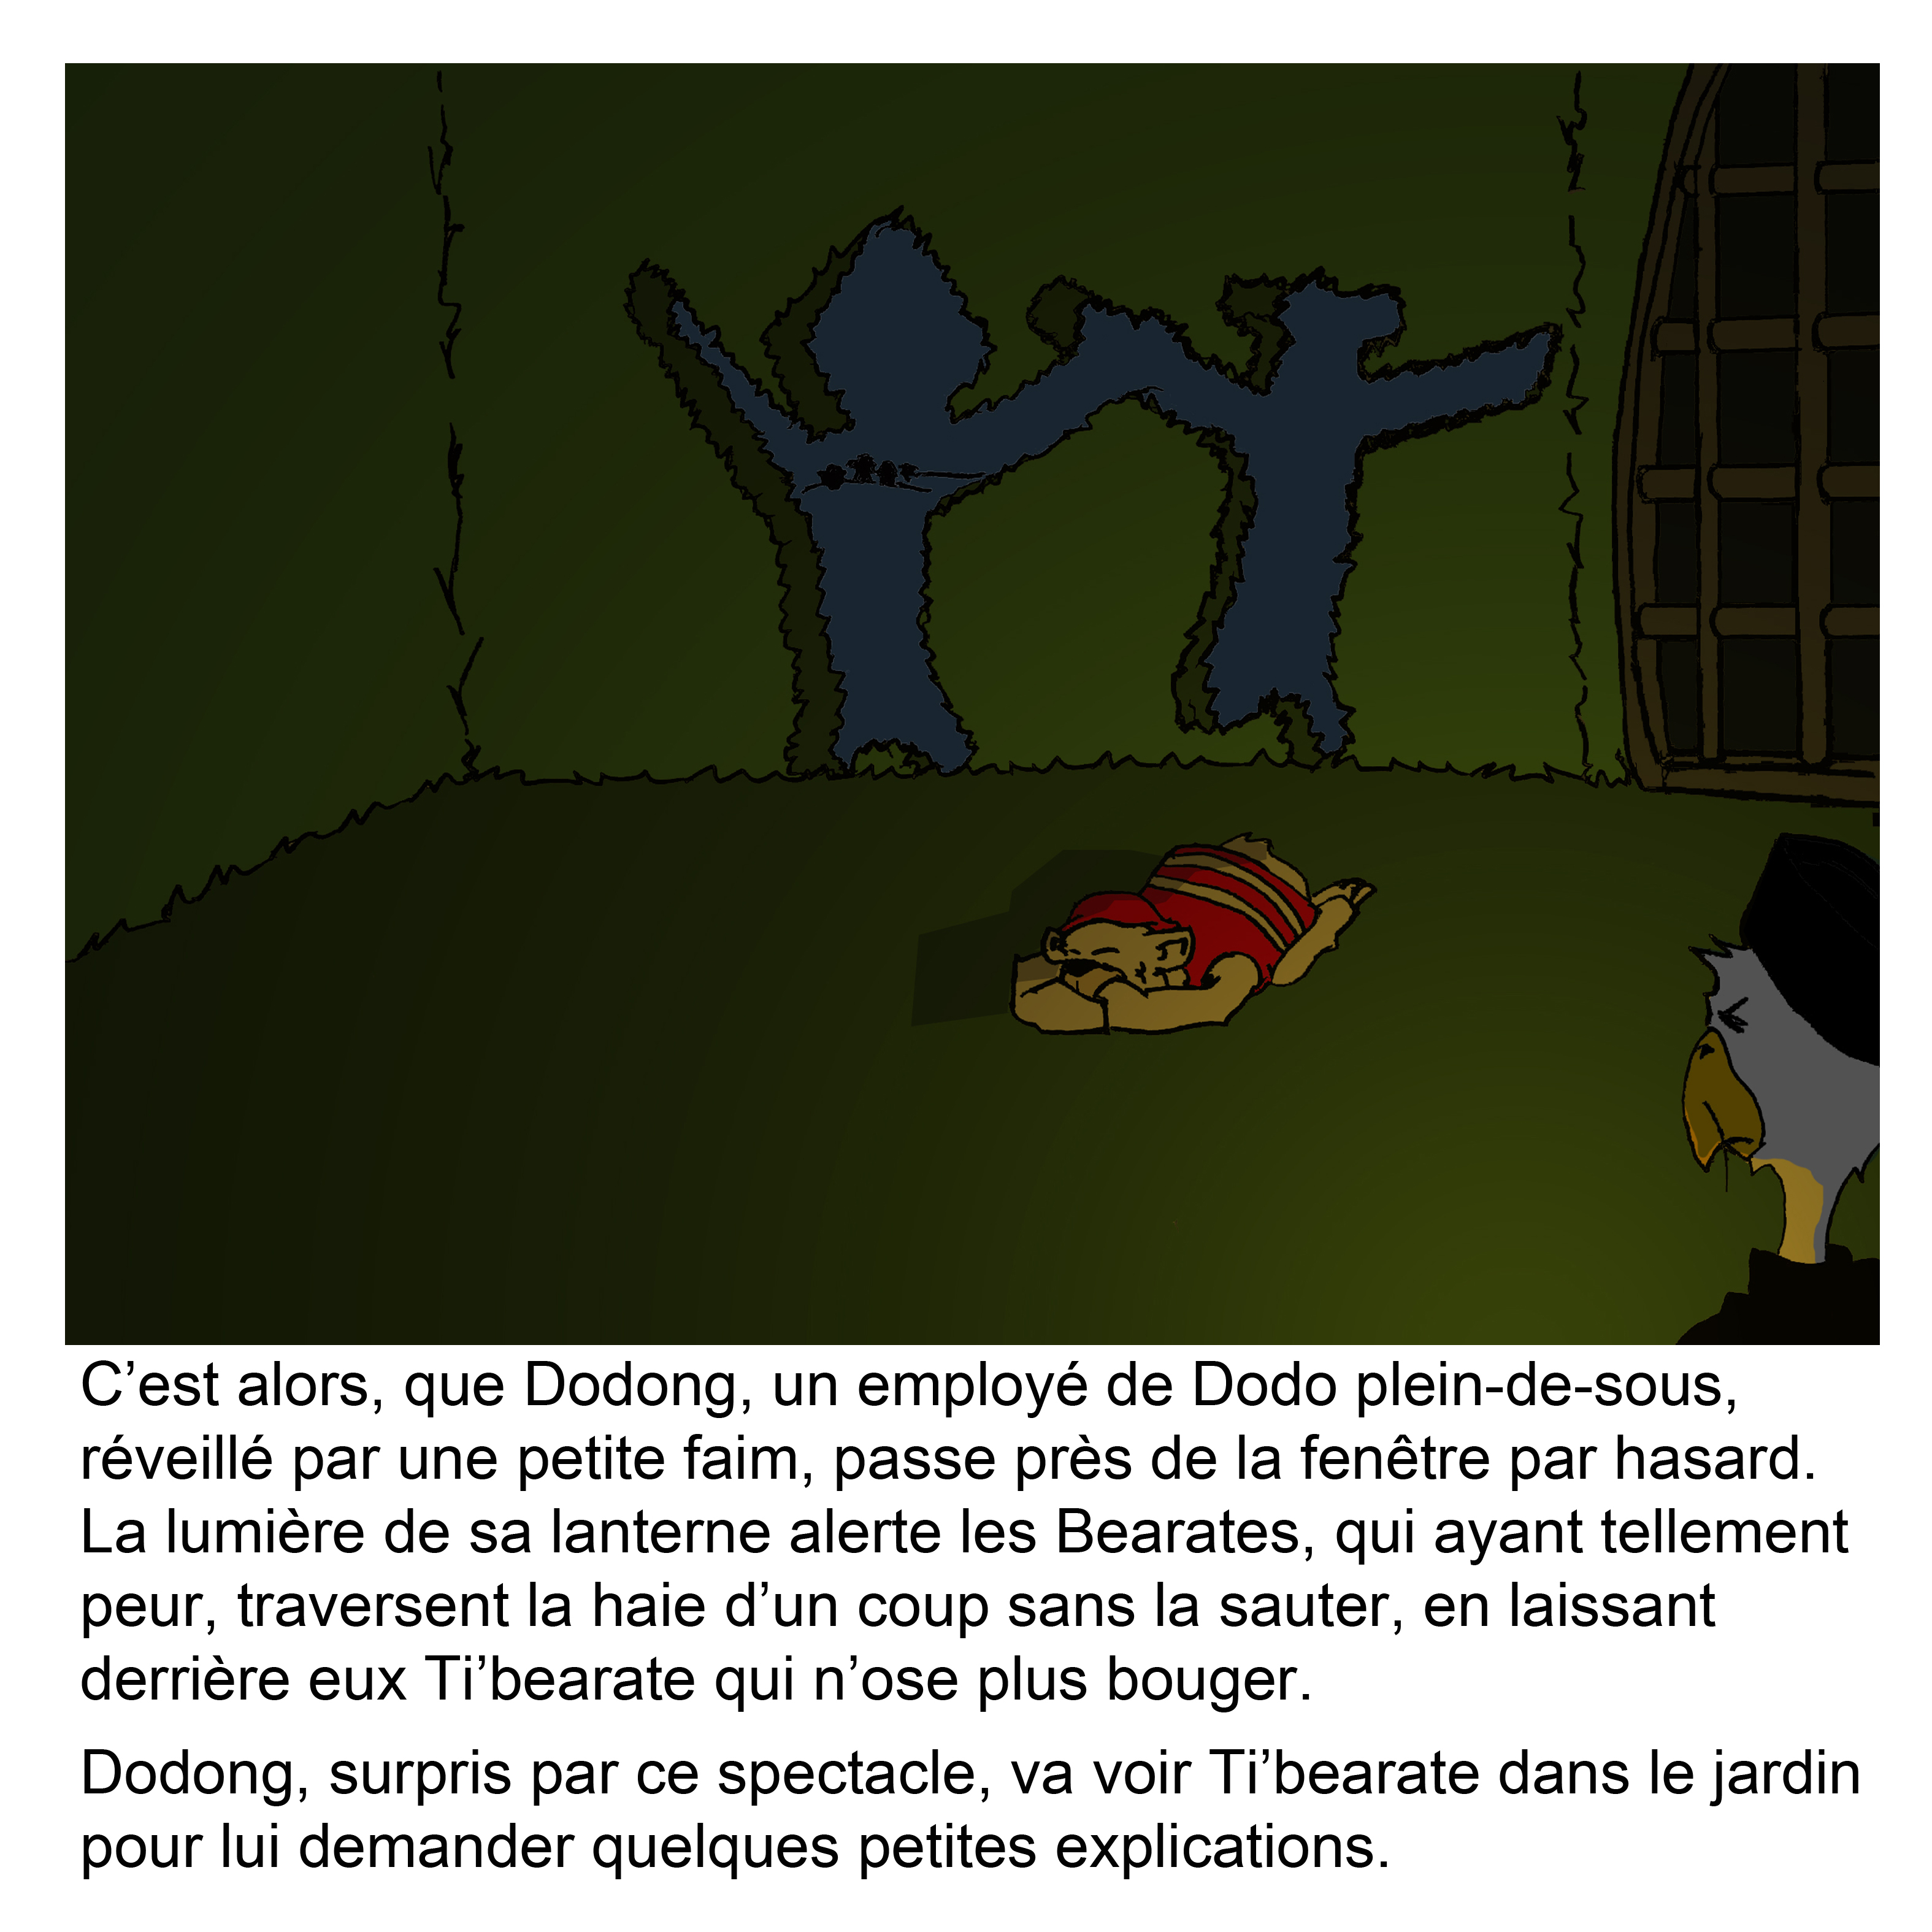 C’est alors, que Dodong, un employé de Dodo plein-de-sous,
réveillé par une petite faim, passe près de la fenêtre par hasard.
La lumière de sa lanterne alerte les Bearates, qui ayant tellement
peur, traversent la haie d’un coup sans la sauter, en laissant
derrière eux Ti’bearate qui n’ose plus bouger.
Dodong, surpris par ce spectacle, va voir Ti’bearate dans le jardin
pour lui demander quelques petites explications.